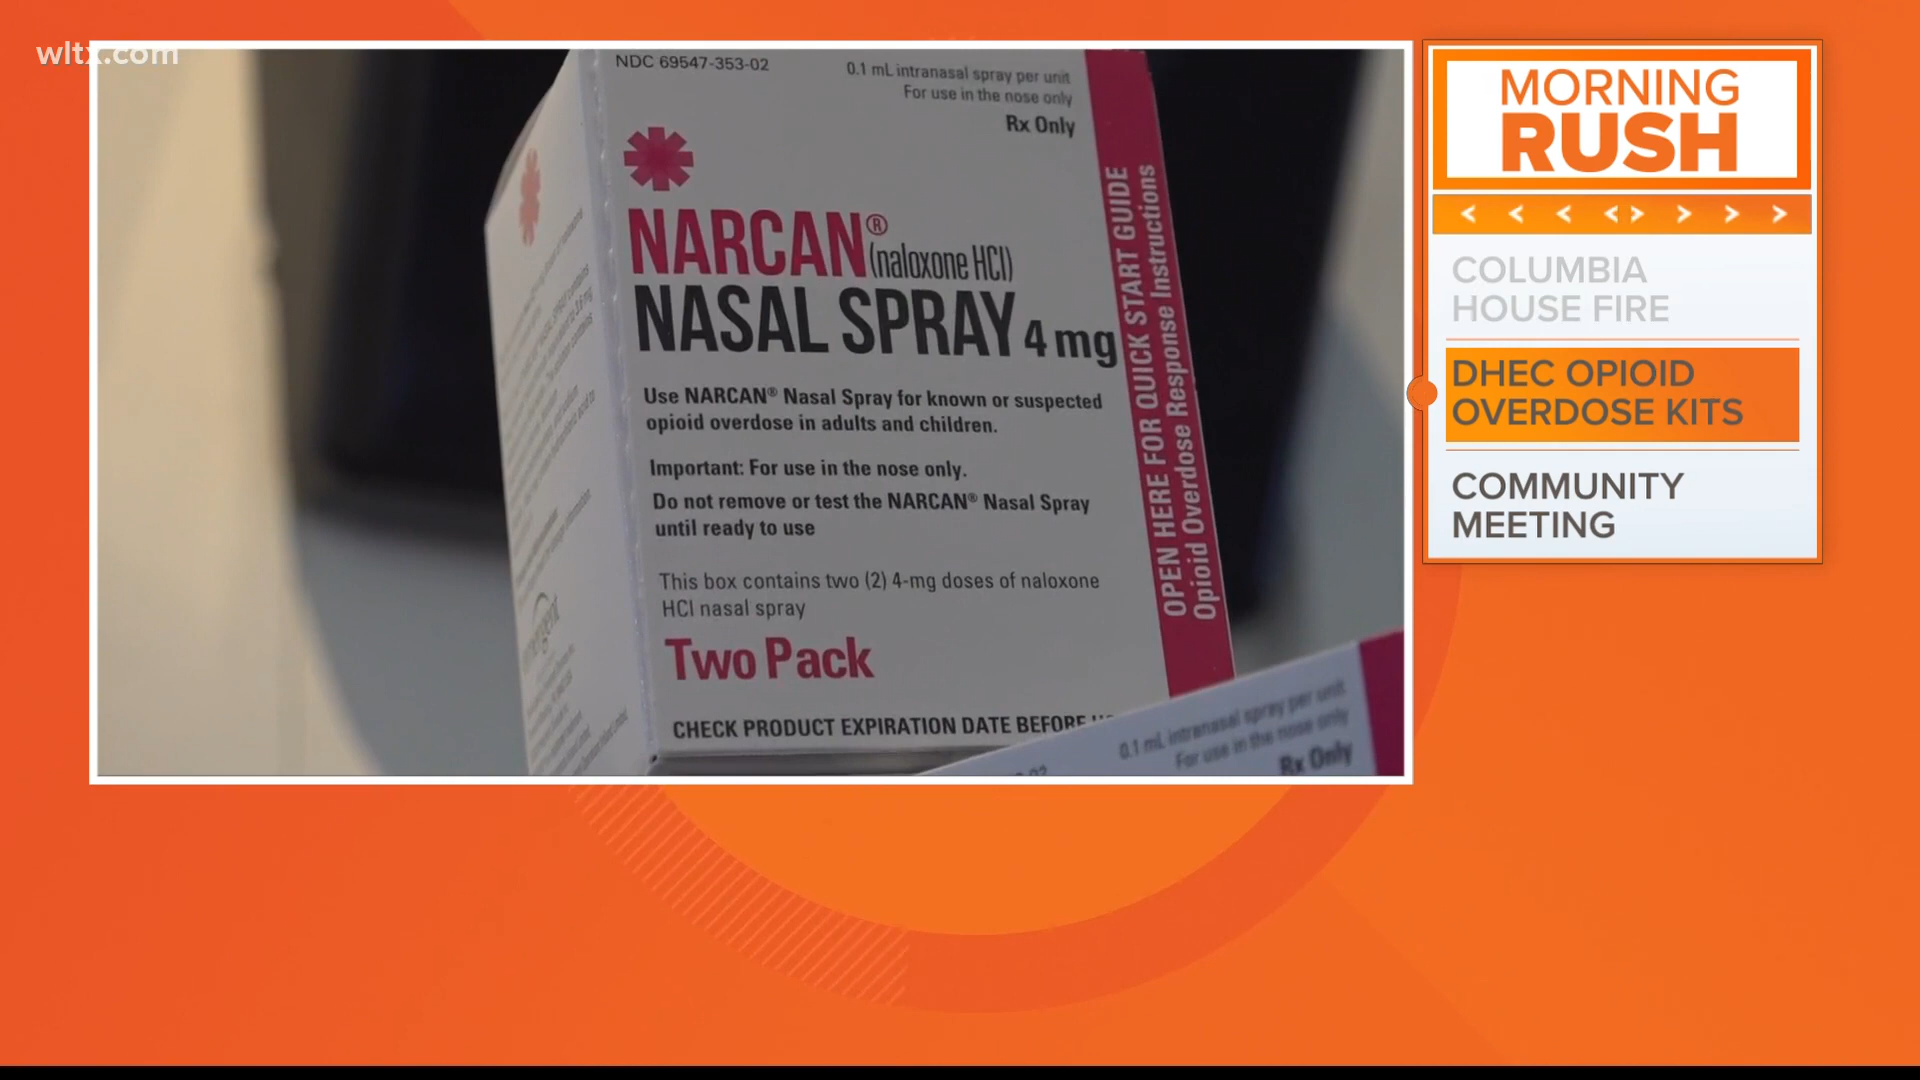 wltx.com
NDC 69547-353-02
0.1 mL intranasal spray per unit
For use in the nose only
Rx Only
NARCAN®
(naloxone HCl)
NASAL SPRAY 4 mg
Use NARCAN® Nasal Spray for known or suspected
opioid overdose in adults and children.
Important: For use in the nose only.
Do not remove or test the NARCAN® Nasal Spray
until ready to use
This box contains two (2) 4-mg doses of naloxone
HCl nasal spray
Two Pack
CHECK PRODUCT EXPIRATION DATE BEFORE
OPEN HERE FOR QUICK START GUIDE
Opioid Overdose Response Instructions
0.1 mL intranasal spray per unit
For use in the nose only
Rx Only
MORNING
RUSH
COLUMBIA
HOUSE FIRE
DHEC OPIOID
OVERDOSE KITS
COMMUNITY
MEETING